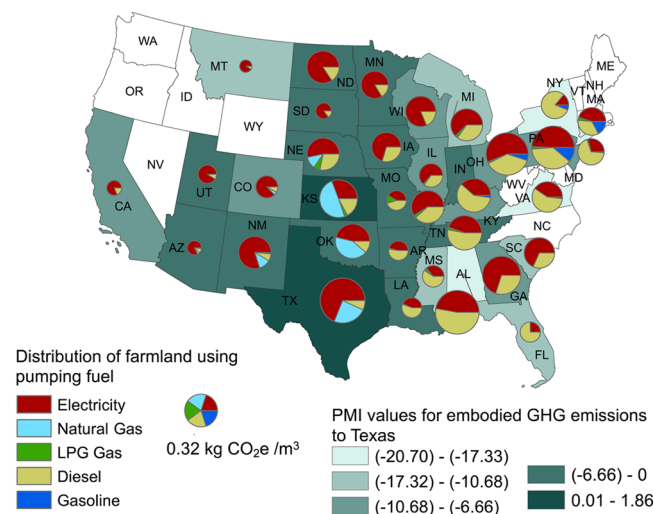 WA
MT
ND
MN
ME
OR
ID
SD
WI
MI
NY
VT
NH
MA
WY
NE
IA
PA
NV
UT
CO
IL
IN
OH
MD
CA
KS
MO
WV
VA
KY
AZ
NM
OK
AR
TN
NC
SC
MS
AL
GA
TX
LA
FL
Distribution of farmland using
pumping fuel
Electricity
Natural Gas
LPG Gas
Diesel
Gasoline
0.32 kg CO₂e /m³
PMI values for embodied GHG emissions
to Texas
(-20.70) - (-17.33)
(-17.32) - (-10.68)
(-10.68) - (-6.66)
(-6.66) - 0
0.01 - 1.86